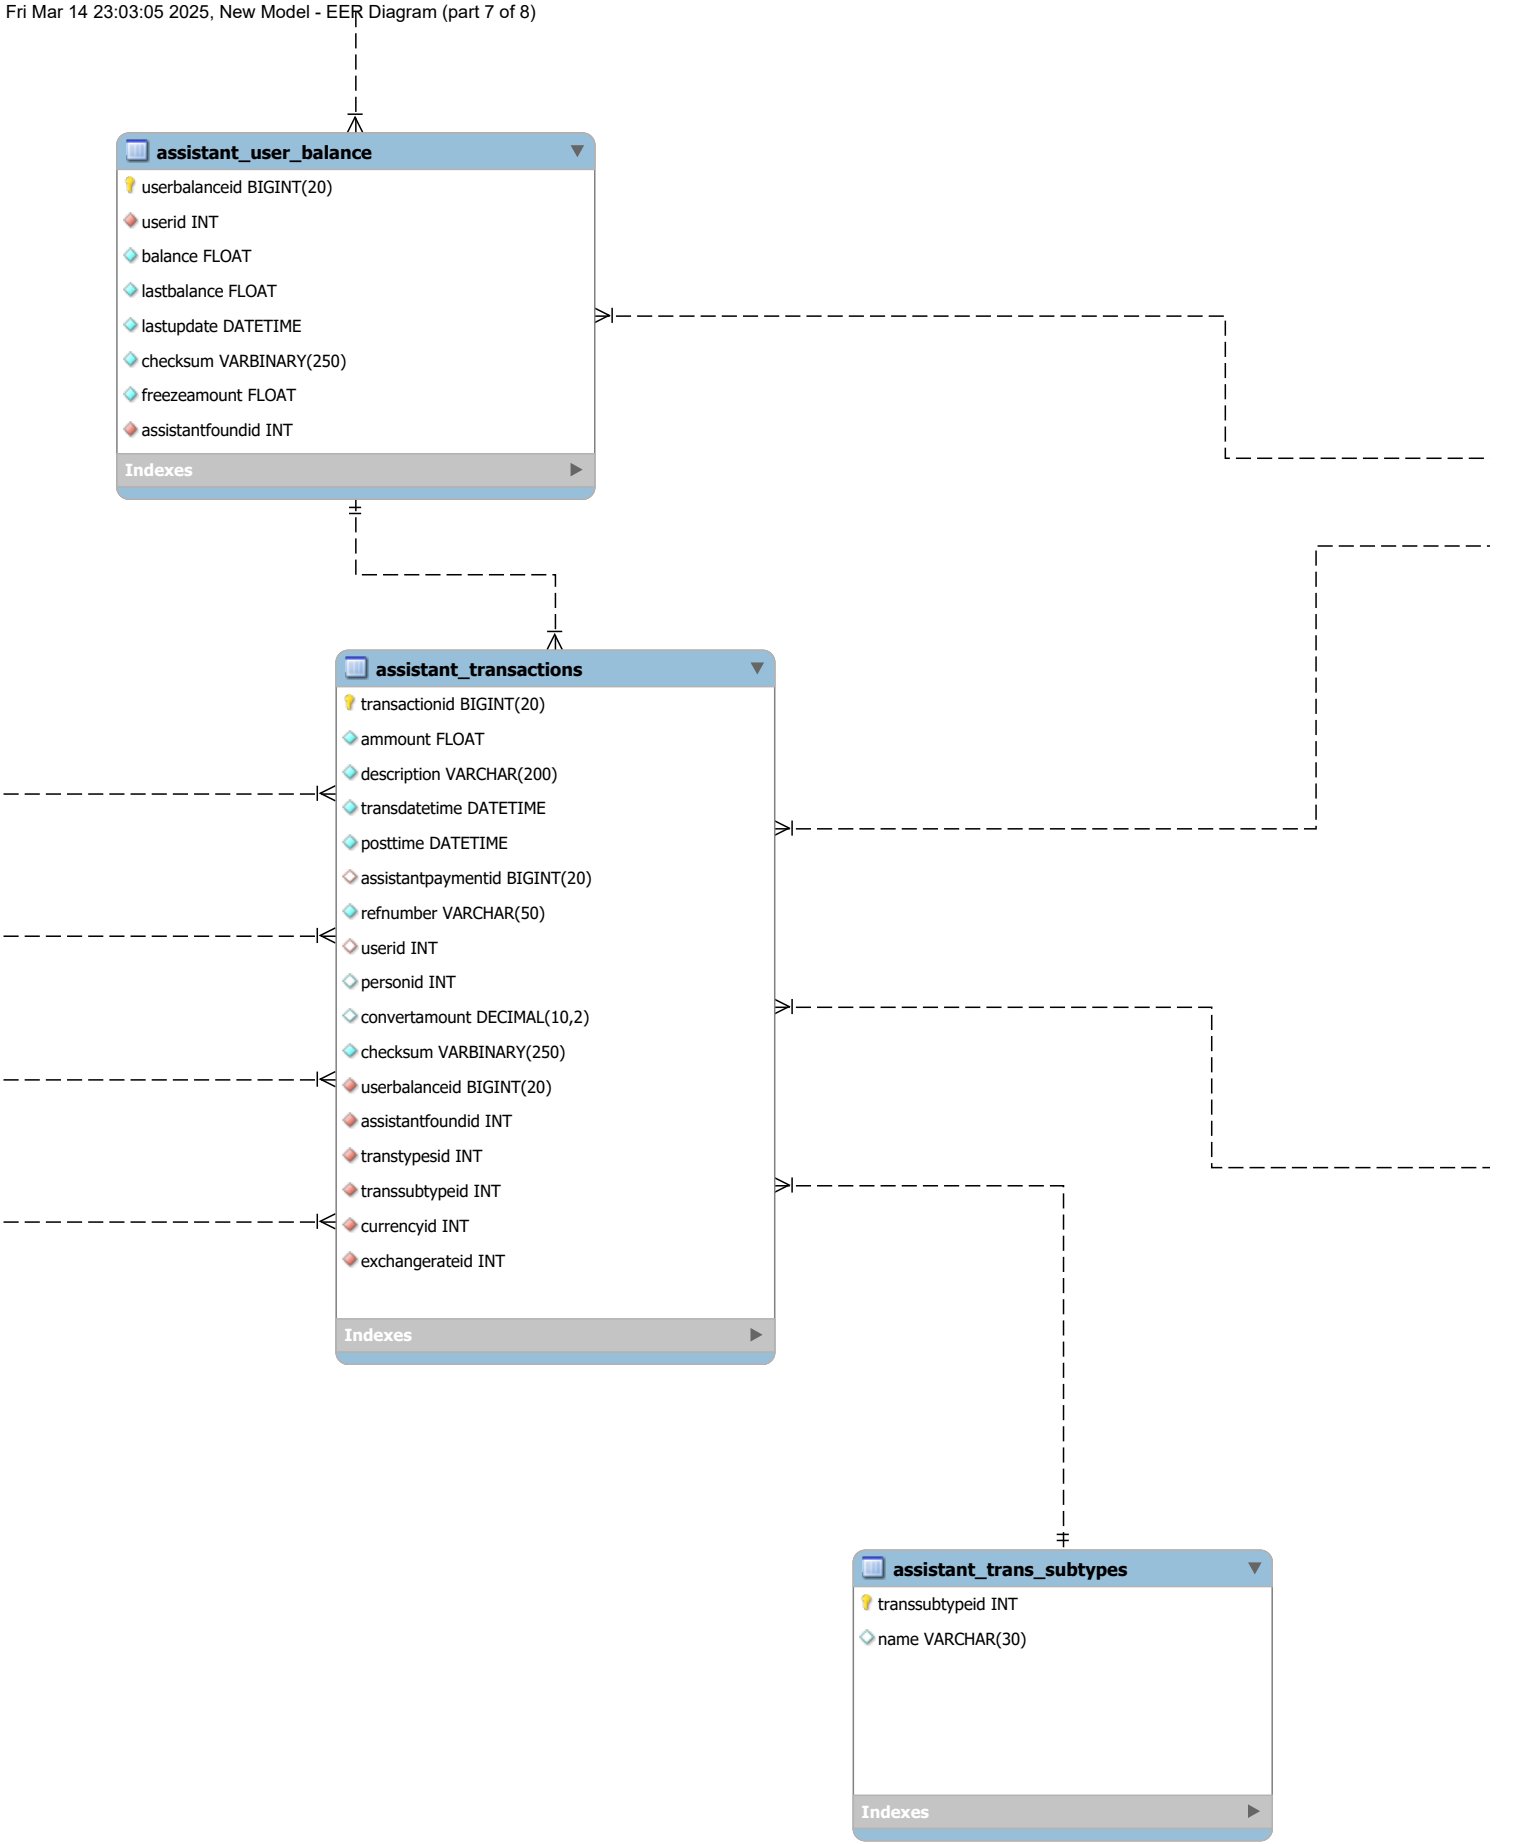 Fri Mar 14 23:03:05 2025, New Model - EER Diagram (part 7 of 8)
assistant_user_balance
userbalanceid BIGINT(20)
userid INT
balance FLOAT
lastbalance FLOAT
lastupdate DATETIME
checksum VARBINARY(250)
freezeamount FLOAT
assistantfoundid INT
Indexes
assistant_transactions
transactionid BIGINT(20)
ammount FLOAT
description VARCHAR(200)
transdatetime DATETIME
posttime DATETIME
assistantpaymentid BIGINT(20)
refnumber VARCHAR(50)
userid INT
personid INT
convertamount DECIMAL(10,2)
checksum VARBINARY(250)
userbalanceid BIGINT(20)
assistantfoundid INT
transtypesid INT
transsubtypeid INT
currencyid INT
exchangerateid INT
Indexes
assistant_trans_subtypes
transsubtypeid INT
name VARCHAR(30)
Indexes